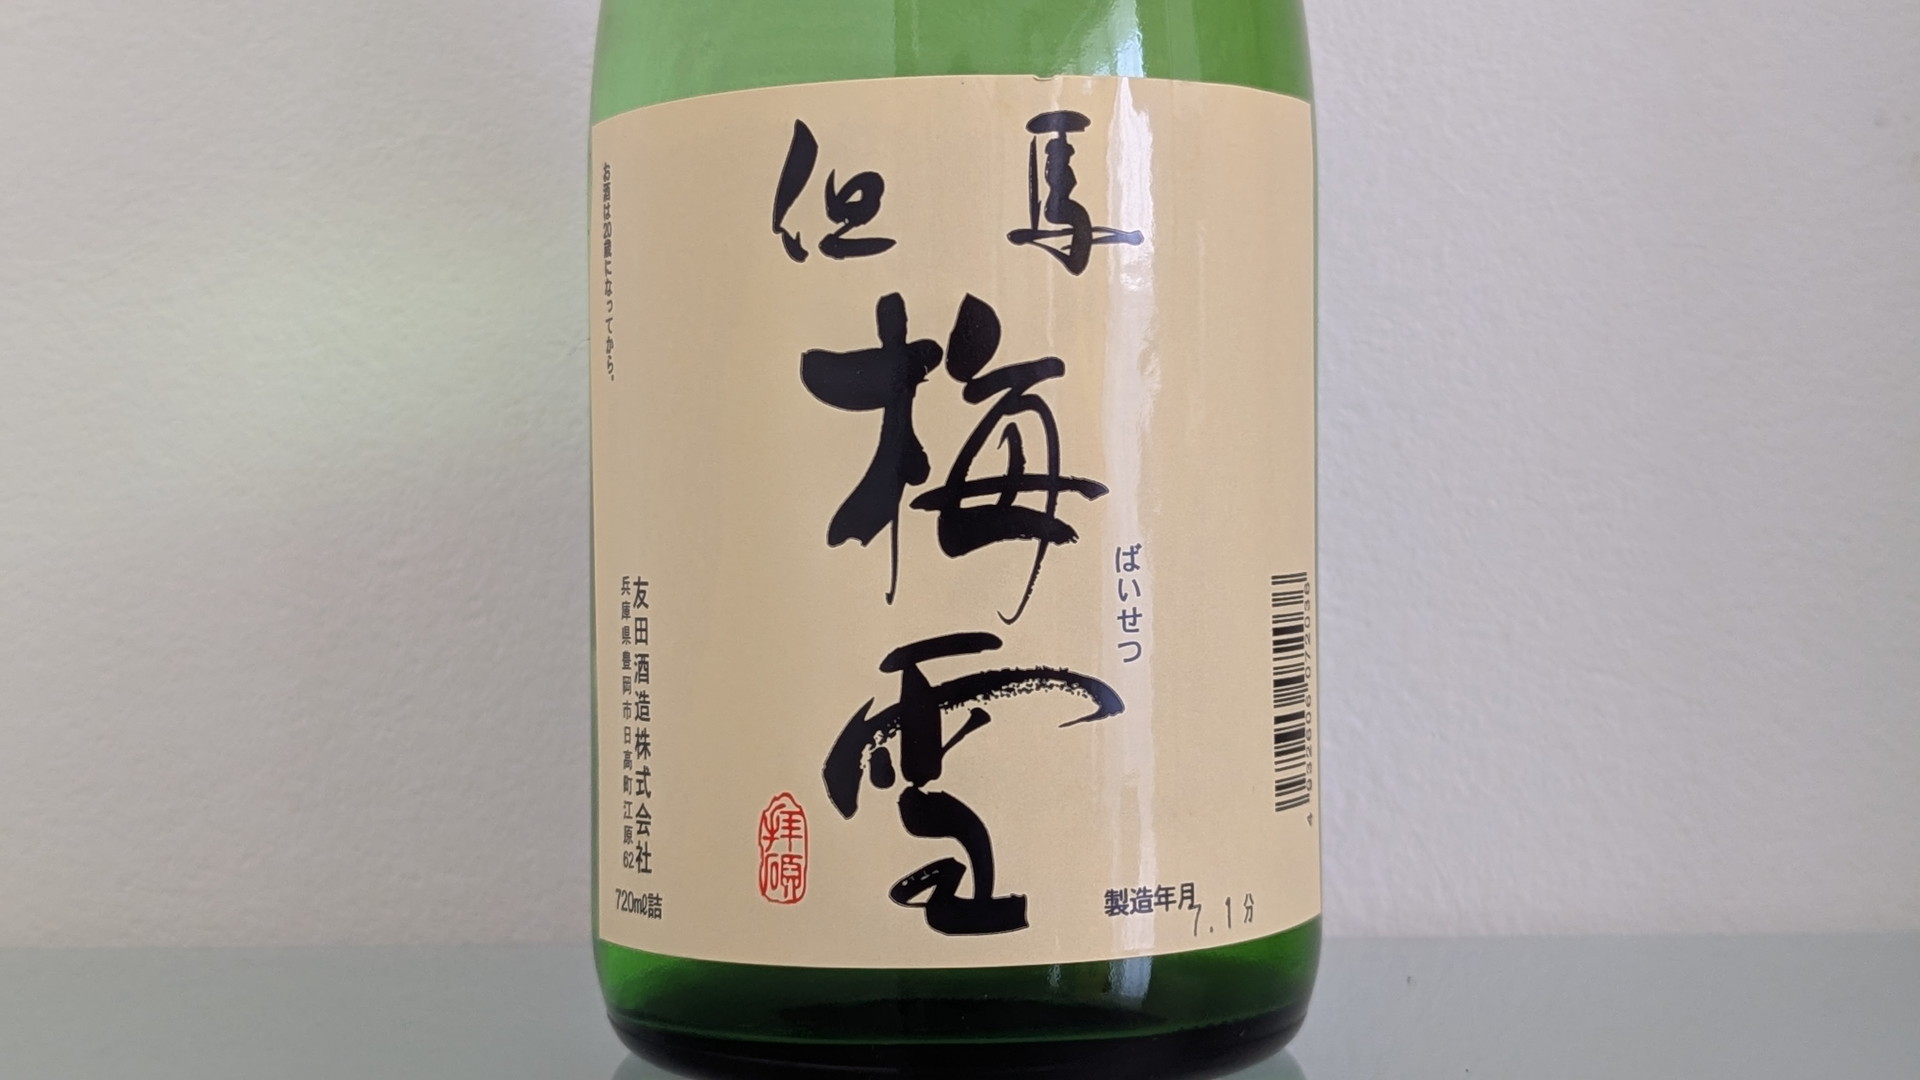 但馬
梅雪
ばいせつ
お酒は20歳になってから。
友田酒造株式会社
兵庫県豊岡市日高町江原62
720mℓ詰
拝
製造年月
7.1分
4932606072036